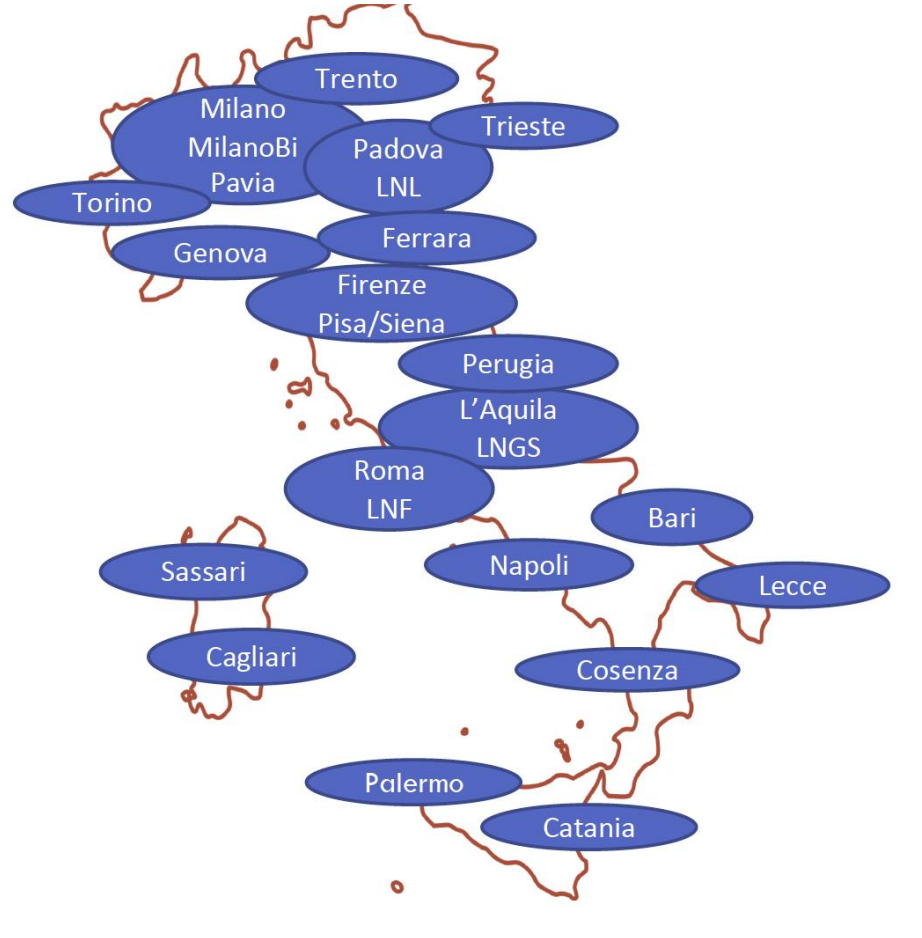 Trento
Milano
MilanoBi
Pavia
Padova
LNL
Trieste
Torino
Ferrara
Genova
Firenze
Pisa/Siena
Perugia
L’Aquila
LNGS
Roma
LNF
Bari
Napoli
Sassari
Lecce
Cagliari
Cosenza
Palermo
Catania